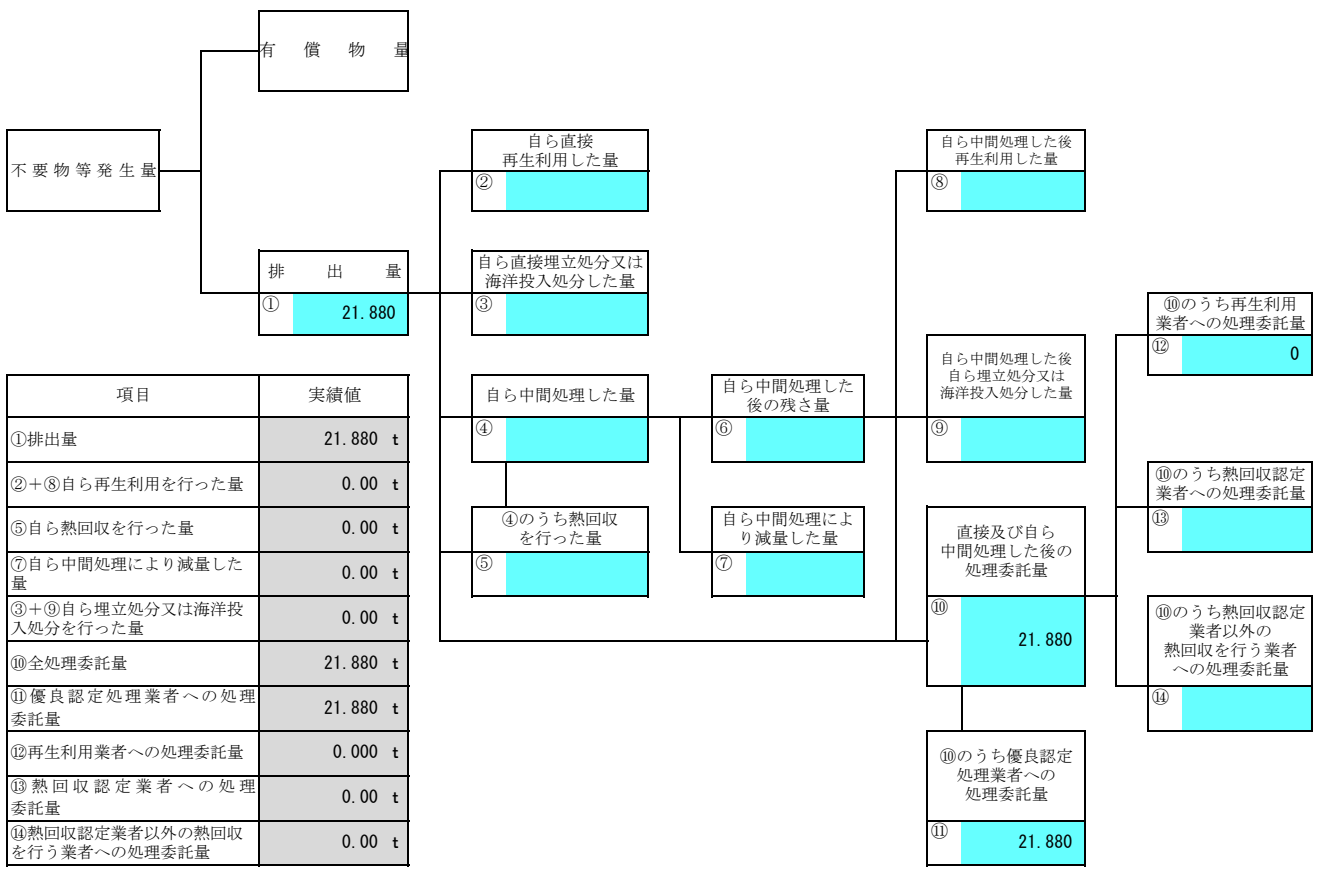 有償物量
不要物等発生量
排出量
① 21.880
自ら直接
再生利用した量
②
自ら直接埋立処分又は
海洋投入処分した量
③
自ら中間処理した量
④
④のうち熱回収
を行った量
⑤
自ら中間処理した
後の残さ量
⑥
自ら中間処理によ
り減量した量
⑦
自ら中間処理した後
再生利用した量
⑧
自ら中間処理した後
自ら埋立処分又は
海洋投入処分した量
⑨
直接及び自ら
中間処理した後の
処理委託量
⑩
21.880
⑩のうち優良認定
処理業者への
処理委託量
⑪
21.880
⑩のうち再生利用
業者への処理委託量
⑫
0
⑩のうち熱回収認定
業者への処理委託量
⑬
⑩のうち熱回収認定
業者以外の
熱回収を行う業者
への処理委託量
⑭
項目 実績値
①排出量 21.880 t
②+⑧自ら再生利用を行った量 0.00 t
⑤自ら熱回収を行った量 0.00 t
⑦自ら中間処理により減量した
量 0.00 t
③+⑨自ら埋立処分又は海洋投
入処分を行った量 0.00 t
⑩全処理委託量 21.880 t
⑪優良認定処理業者への処理
委託量 21.880 t
⑫再生利用業者への処理委託量 0.000 t
⑬熱回収認定業者への処理
委託量 0.00 t
⑭熱回収認定業者以外の熱回収
を行う業者への処理委託量 0.00 t